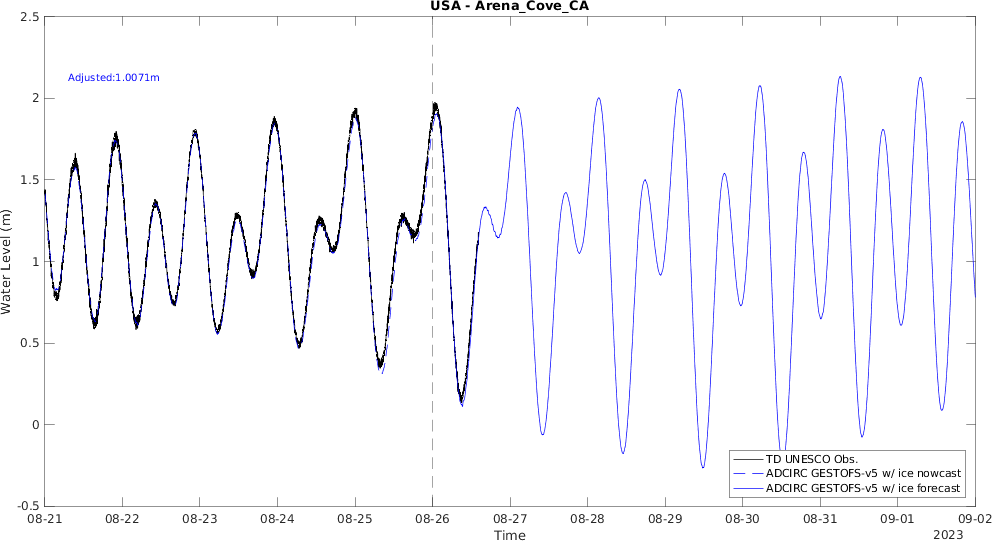 USA - Arena_Cove_CA
2.5
2
1.5
1
0.5
0
-0.5
Water Level (m)
Adjusted:1.0071m
TD UNESCO Obs.
ADCIRC GESTOFS-v5 w/ ice nowcast
ADCIRC GESTOFS-v5 w/ ice forecast
08-21 08-22 08-23 08-24 08-25 08-26 08-27 08-28 08-29 08-30 08-31 09-01 09-02
Time
2023